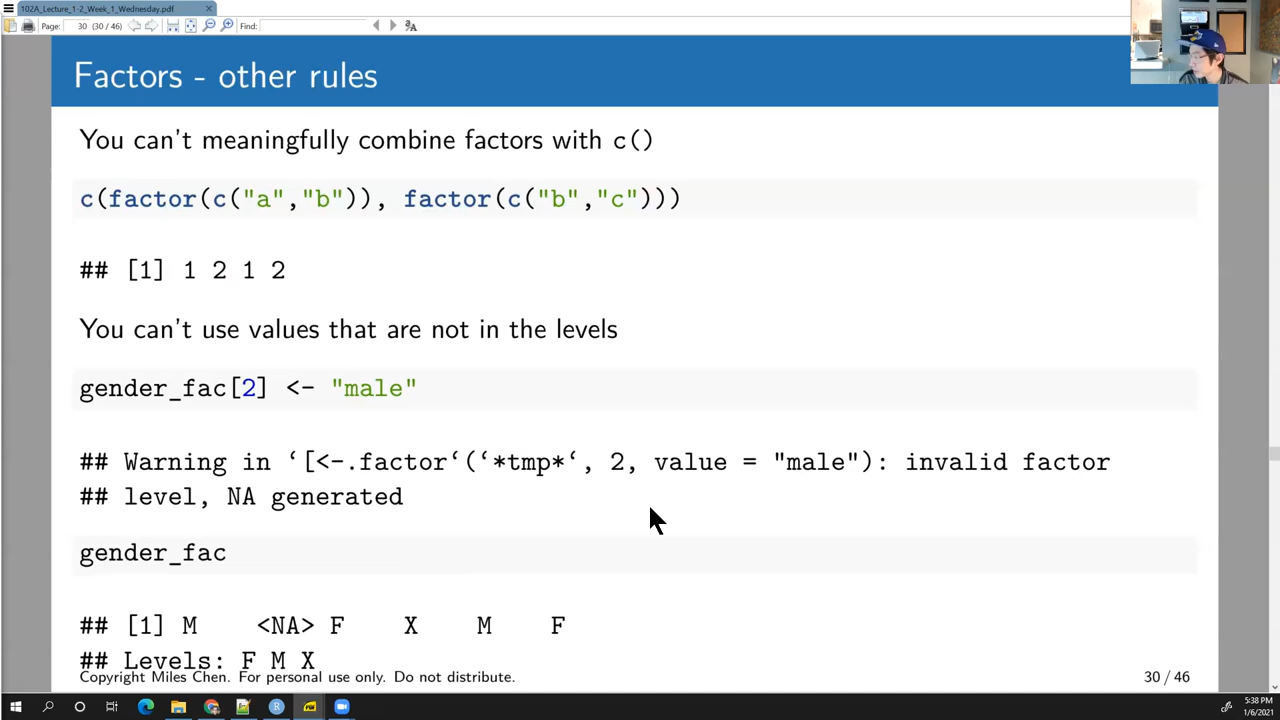 102A_Lecture_1-2_Week_1_Wednesday.pdf
Page: 30 (30 / 46) Find:
Factors - other rules
You can't meaningfully combine factors with c()
c(factor(c("a","b")), factor(c("b","c")))
## [1] 1 2 1 2
You can't use values that are not in the levels
gender_fac[2] <- "male"
## Warning in ‘[<-.factor‘(‘*tmp*‘, 2, value = "male"): invalid factor
## level, NA generated
gender_fac
## [1] M <NA> F X M F
## Levels: F M X
Copyright Miles Chen. For personal use only. Do not distribute. 30 / 46
5:38 PM
1/6/2021